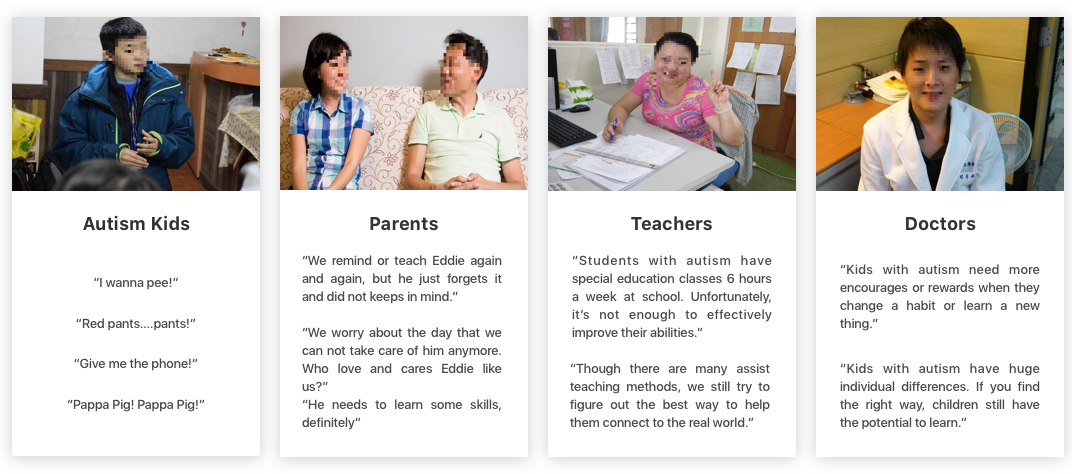 Autism Kids
“I wanna pee!”
“Red pants....pants!”
“Give me the phone!”
“Pappa Pig! Pappa Pig!”
Parents
“We remind or teach Eddie again
and again, but he just forgets it
and did not keeps in mind.”
“We worry about the day that we
can not take care of him anymore.
Who love and cares Eddie like
us?”
“He needs to learn some skills,
definitely”
Teachers
“Students with autism have
special education classes 6 hours
a week at school. Unfortunately,
it’s not enough to effectively
improve their abilities.”
“Though there are many assist
teaching methods, we still try to
figure out the best way to help
them connect to the real world.”
Doctors
“Kids with autism need more
encourages or rewards when they
change a habit or learn a new
thing.”
“Kids with autism have huge
individual differences. If you find
the right way, children still have
the potential to learn.”